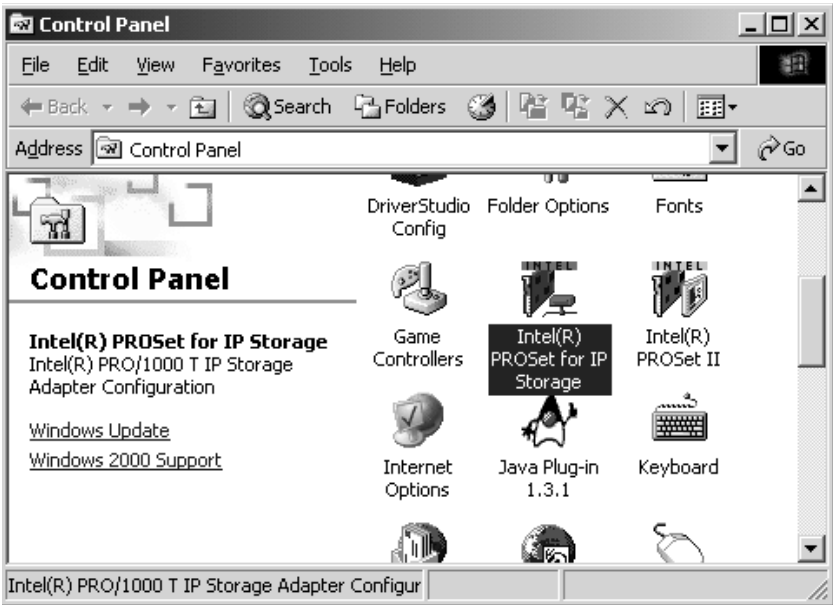 Control Panel
File Edit View Favorites Tools Help
Back Search Folders
Address Control Panel Go
DriverStudio Config
Folder Options
Fonts
Control Panel
Intel(R) PROSet for IP Storage
Intel(R) PRO/1000 T IP Storage
Adapter Configuration
Windows Update
Windows 2000 Support
INTEL
Game
Controllers
INTEL
Intel(R)
PROSet for IP
Storage
Intel(R)
PROSet II
Internet
Options
Java Plug-in
1.3.1
Keyboard
Intel(R) PRO/1000 T IP Storage Adapter Configur